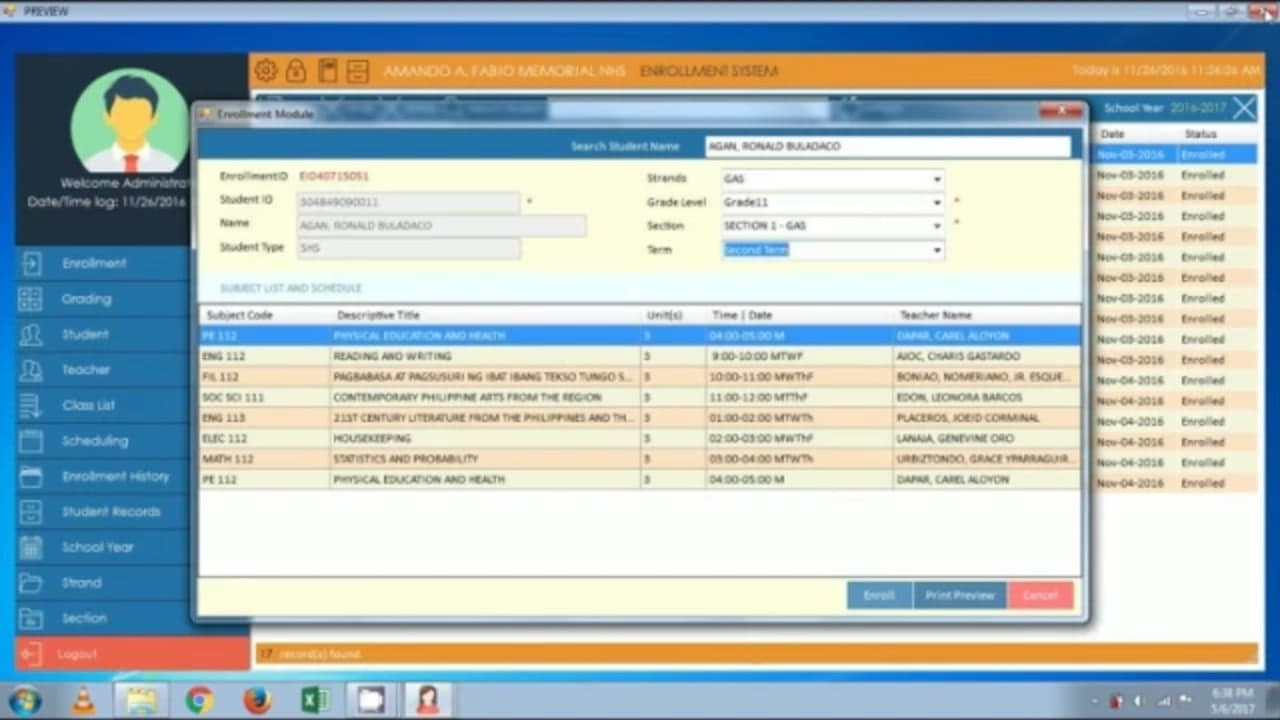 PREVIEW
AMANDO A. FABIO MEMORIAL NHS ENROLLMENT SYSTEM Today is 11/26/2016 11:26:26 AM
Welcome Administrat
Date/Time log: 11/26/2016
Enrollment
Grading
Student
Teacher
Class List
Scheduling
Enrollment History
Student Records
School Year
Strand
Section
Logout
Enrollment Module
Search Student Name AGAN, RONALD BULADACO
EnrollmentID EID40715051
Student ID 304849090011 *
Name AGAN, RONALD BULADACO
Student Type SHS
Strands GAS
Grade Level Grade11 *
Section SECTION 1 - GAS *
Term Second Term
SUBJECT LIST AND SCHEDULE
Subject Code Descriptive Title Unit(s) Time | Date Teacher Name
PE 112 PHYSICAL EDUCATION AND HEALTH 3 04:00-05:00 M DAPAR, CAREL ALOYON
ENG 112 READING AND WRITING 3 9:00-10:00 MTWF AJOC, CHARIS GASTARDO
FIL 112 PAGBABASA AT PAGSUSURI NG IBAT IBANG TEKSO TUNGO S... 3 10:00-11:00 MWThF BONIAO, NOMERIANO, JR. ESQUE...
SOC SCI 111 CONTEMPORARY PHILIPPINE ARTS FROM THE REGION 3 11:00-12:00 MTThF EDON, LEONORA BARCOS
ENG 113 21ST CENTURY LITERATURE FROM THE PHILIPPINES AND TH... 3 01:00-02:00 MTWTh PLACEROS, JOEID CORMINAL
ELEC 112 HOUSEKEEPING 3 02:00-03:00 MWThF LANAJA, GENEVINE ORO
MATH 112 STATISTICS AND PROBABILITY 3 03:00-04:00 MTWTh URBIZTONDO, GRACE YPARRAGUIR...
PE 112 PHYSICAL EDUCATION AND HEALTH 3 04:00-05:00 M DAPAR, CAREL ALOYON
Enroll Print Preview Cancel
School Year 2016-2017
Date Status
Nov-03-2016 Enrolled
Nov-03-2016 Enrolled
Nov-03-2016 Enrolled
Nov-03-2016 Enrolled
Nov-03-2016 Enrolled
Nov-03-2016 Enrolled
Nov-03-2016 Enrolled
Nov-03-2016 Enrolled
Nov-03-2016 Enrolled
Nov-03-2016 Enrolled
Nov-03-2016 Enrolled
Nov-04-2016 Enrolled
Nov-04-2016 Enrolled
Nov-04-2016 Enrolled
Nov-04-2016 Enrolled
Nov-04-2016 Enrolled
Nov-04-2016 Enrolled
17 record(s) found.
6:38 PM
5/6/2017